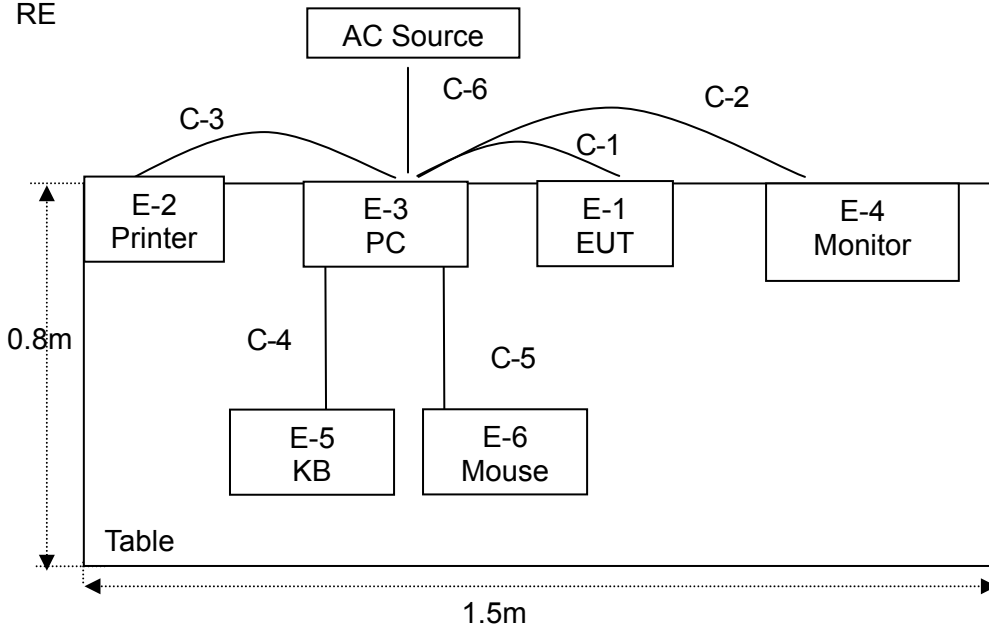 RE
AC Source
C-6
C-2
C-3
C-1
E-2
Printer
E-3
PC
E-1
EUT
E-4
Monitor
0.8m
C-4
C-5
E-5
KB
E-6
Mouse
Table
1.5m